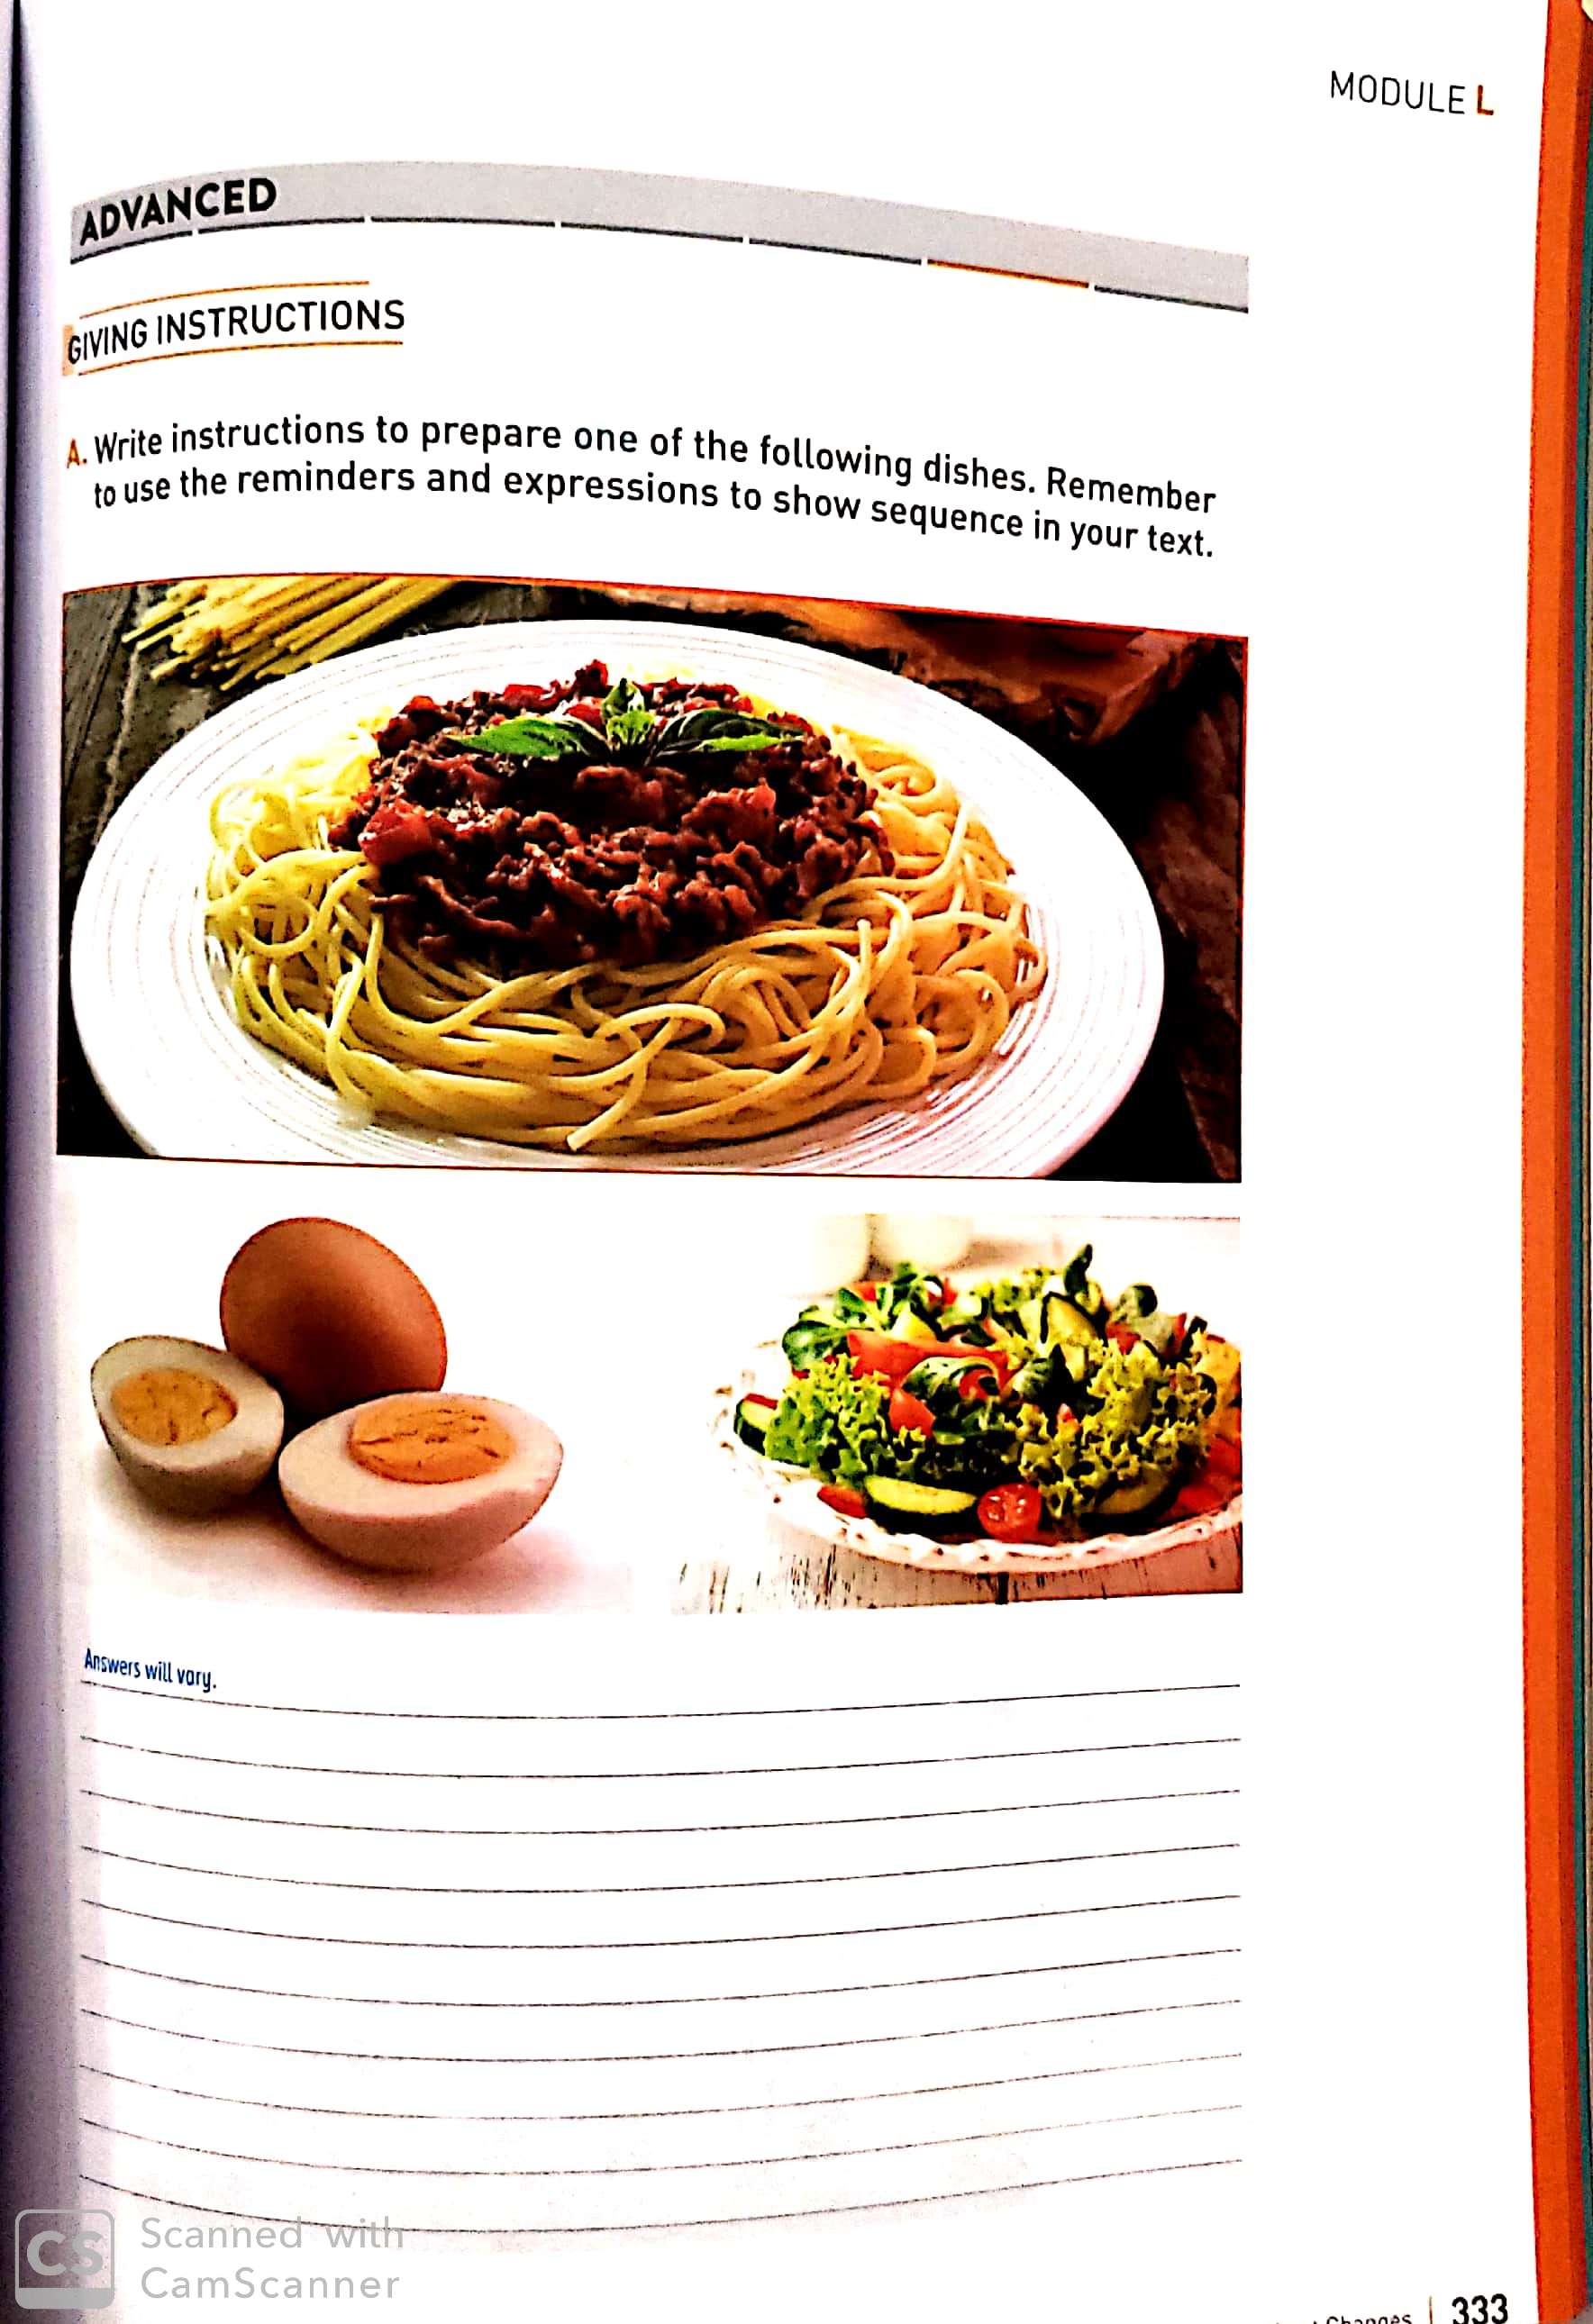 MODULE L
ADVANCED
GIVING INSTRUCTIONS
A. Write instructions to prepare one of the following dishes. Remember
to use the reminders and expressions to show sequence in your text.
Answers will vary.
CS
Scanned with
CamScanner
Changes | 333